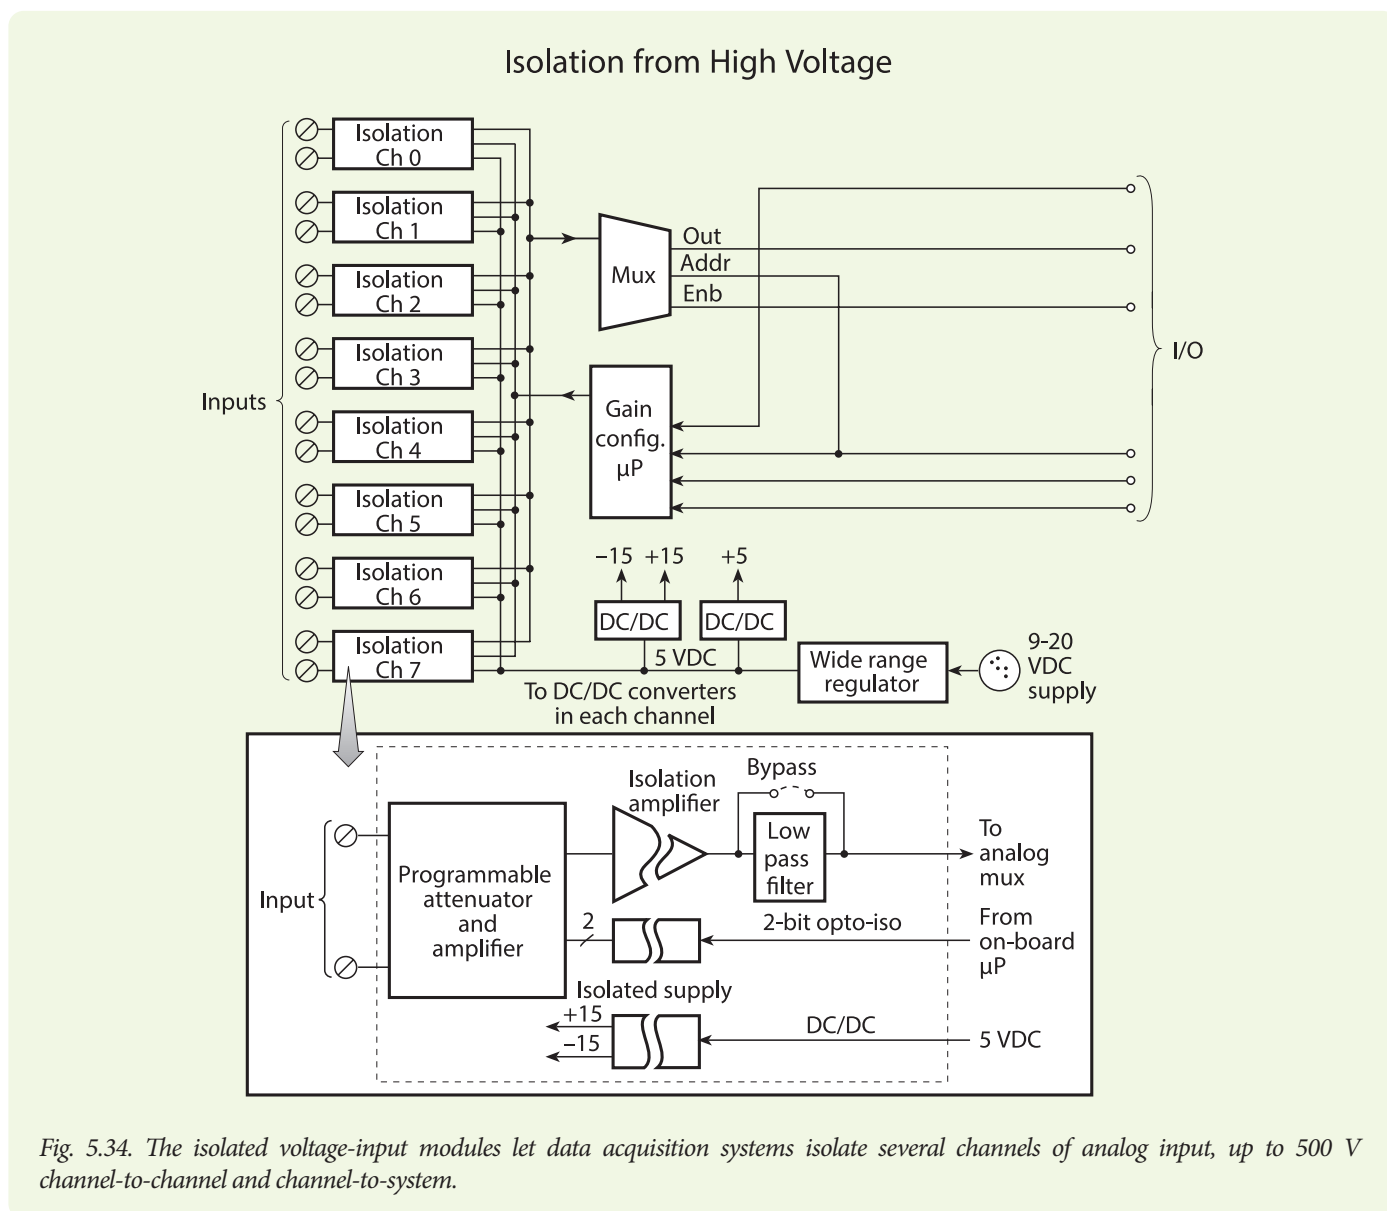 Isolation from High Voltage
Isolation
Ch 0
Isolation
Ch 1
Isolation
Ch 2
Isolation
Ch 3
Isolation
Ch 4
Isolation
Ch 5
Isolation
Ch 6
Isolation
Ch 7
Inputs
Mux
Out
Addr
Enb
I/O
Gain
config.
µP
–15 +15 +5
DC/DC
DC/DC
5 VDC
To DC/DC converters
in each channel
Wide range
regulator
9-20
VDC
supply
Input
Programmable
attenuator
and
amplifier
Isolation
amplifier
Bypass
Low
pass
filter
To
analog
mux
2
2-bit opto-iso
From
on-board
µP
Isolated supply
+15
–15
DC/DC
5 VDC
Fig. 5.34. The isolated voltage-input modules let data acquisition systems isolate several channels of analog input, up to 500 V
channel-to-channel and channel-to-system.